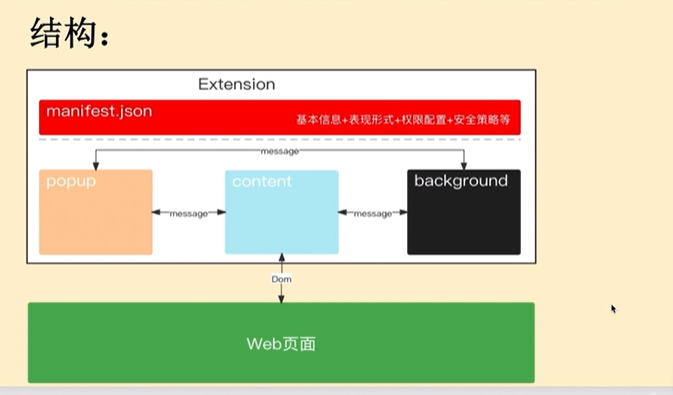 结构：
Extension
manifest.json
基本信息+表现形式+权限配置+安全策略等
message
popup
content
background
message
message
Dom
Web页面